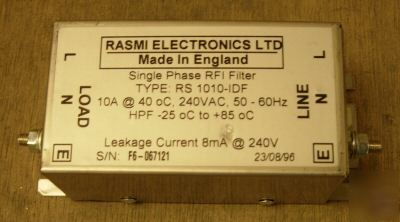 RASMI ELECTRONICS LTD
Made In England
Single Phase RFI Filter
TYPE: RS 1010-IDF
10A @ 40 oC, 240VAC, 50 - 60Hz
HPF -25 oC to +85 oC
Leakage Current 8mA @ 240V
S/N: F6-067121 23/08/96
L
N
LOAD
E
L
N
LINE
E